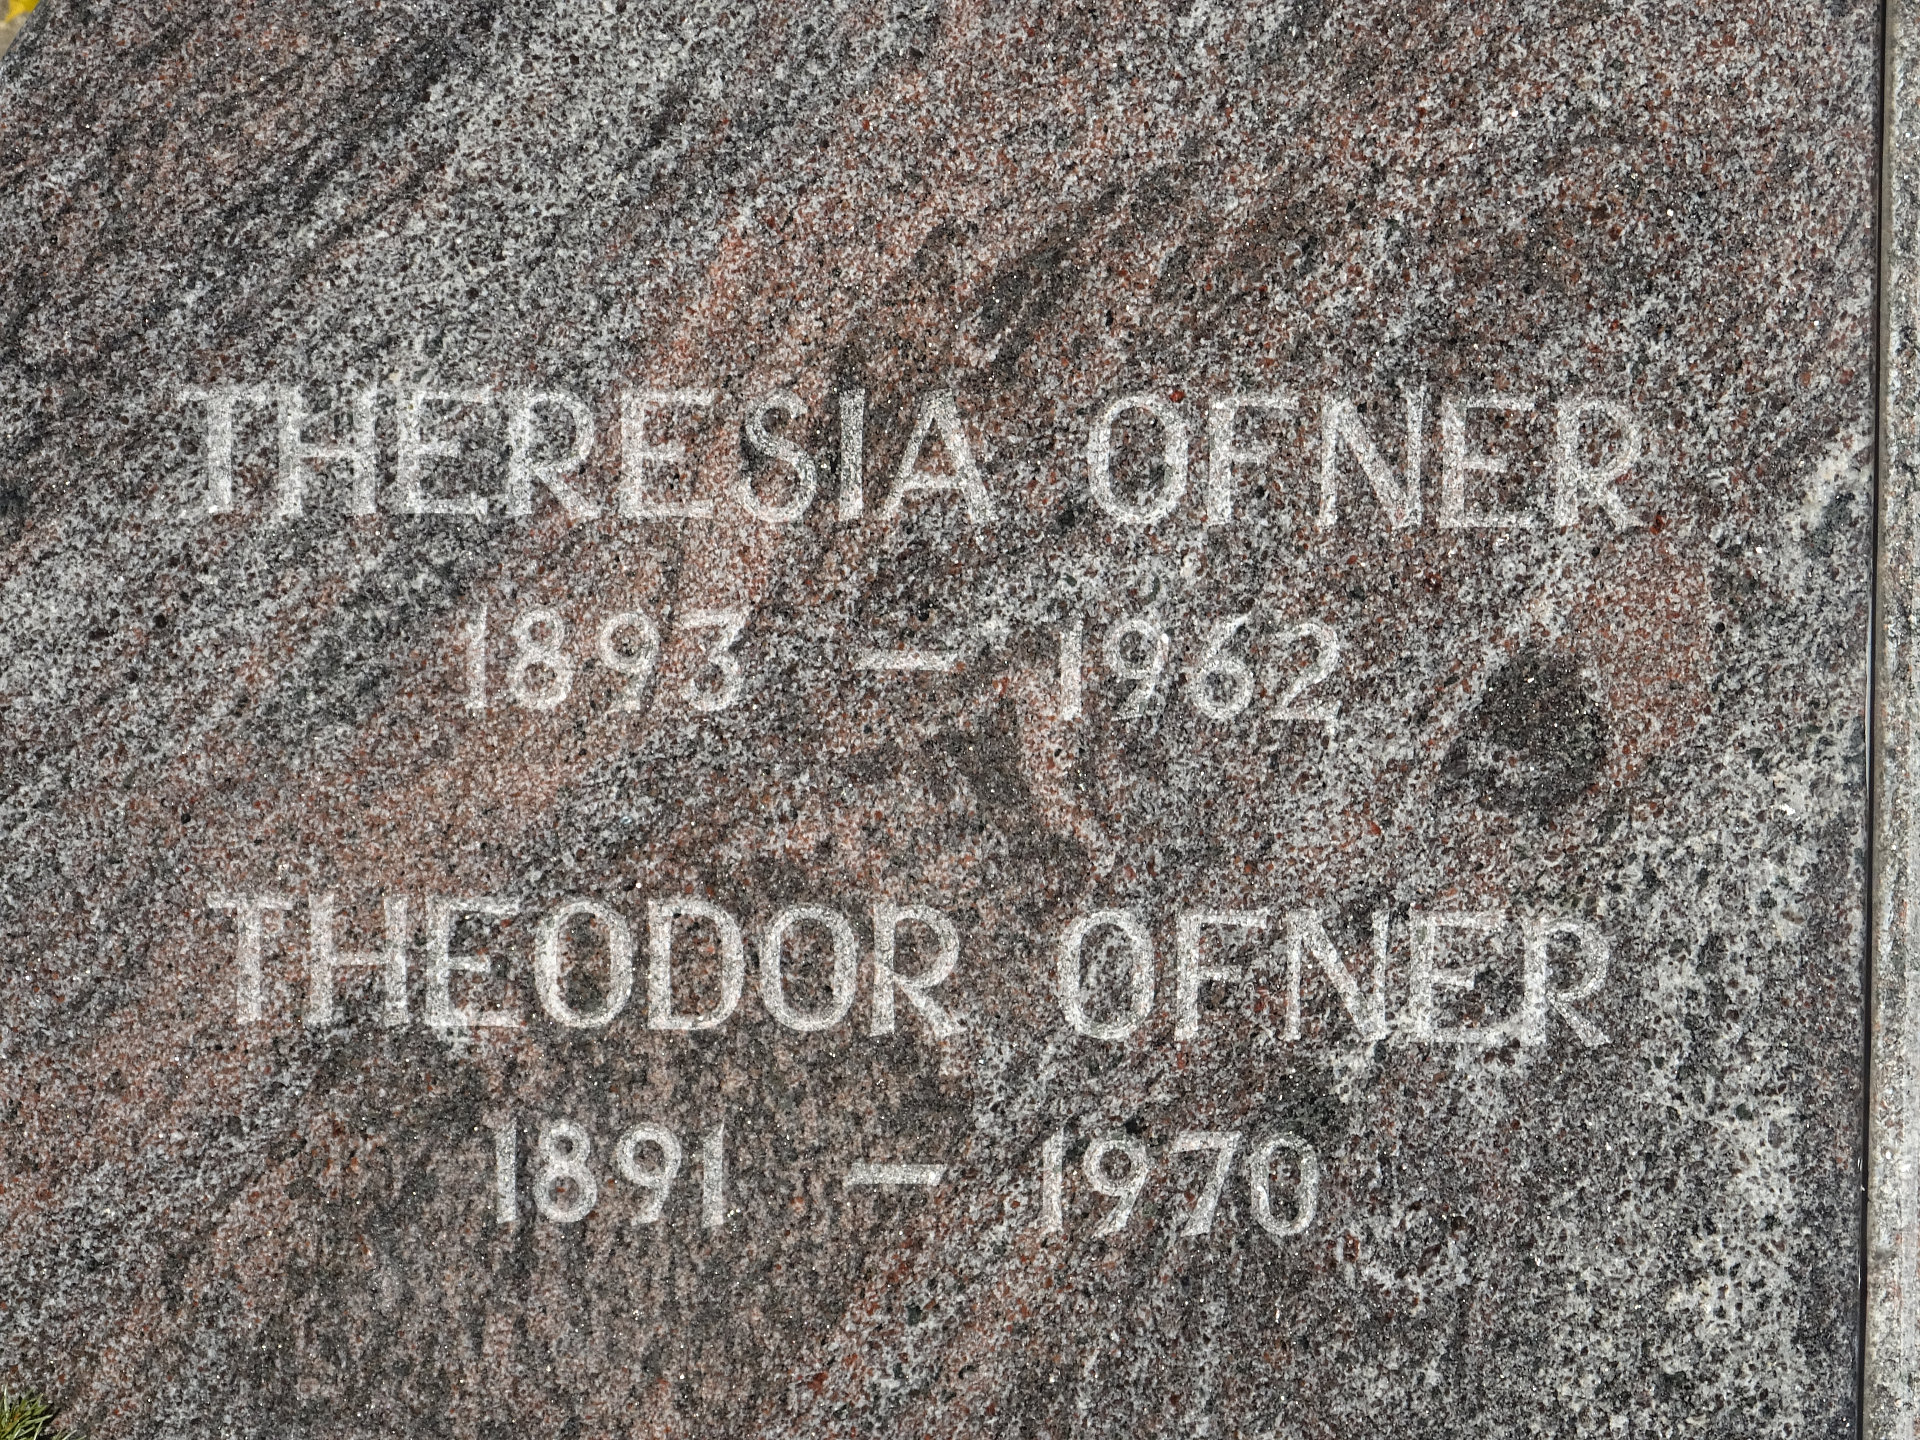 THERESIA OFNER
1893 – 1962
THEODOR OFNER
1891 – 1970